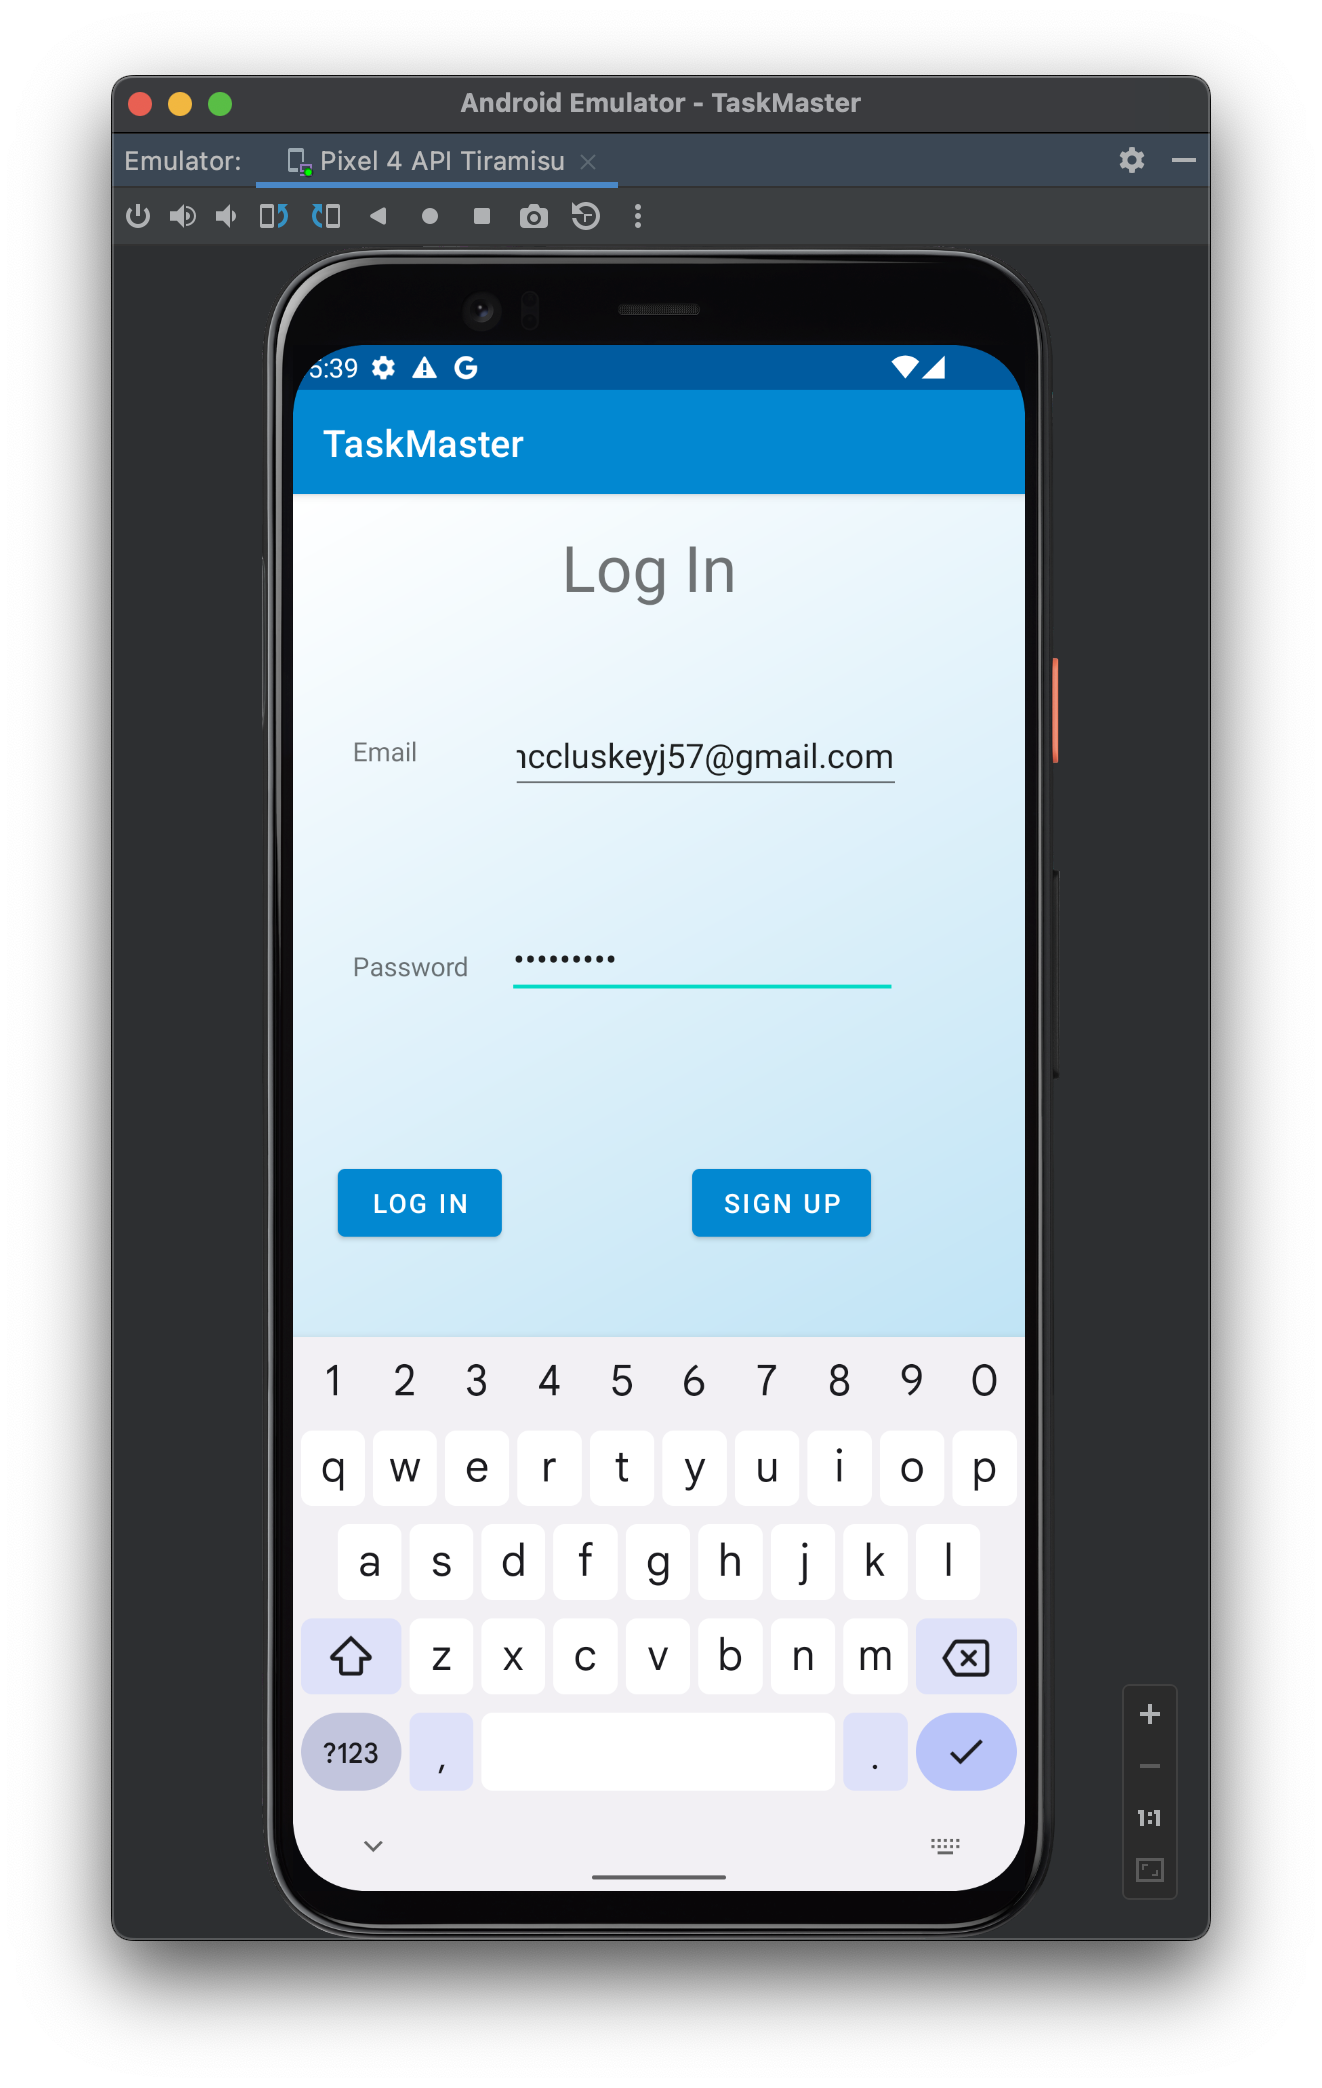 Android Emulator - TaskMaster
Emulator: Pixel 4 API Tiramisu
5:39
TaskMaster
Log In
Email
ccluskeyj57@gmail.com
Password
LOG IN SIGN UP
1 2 3 4 5 6 7 8 9 0
q w e r t y u i o p
a s d f g h j k l
z x c v b n m
?123 , .
1:1